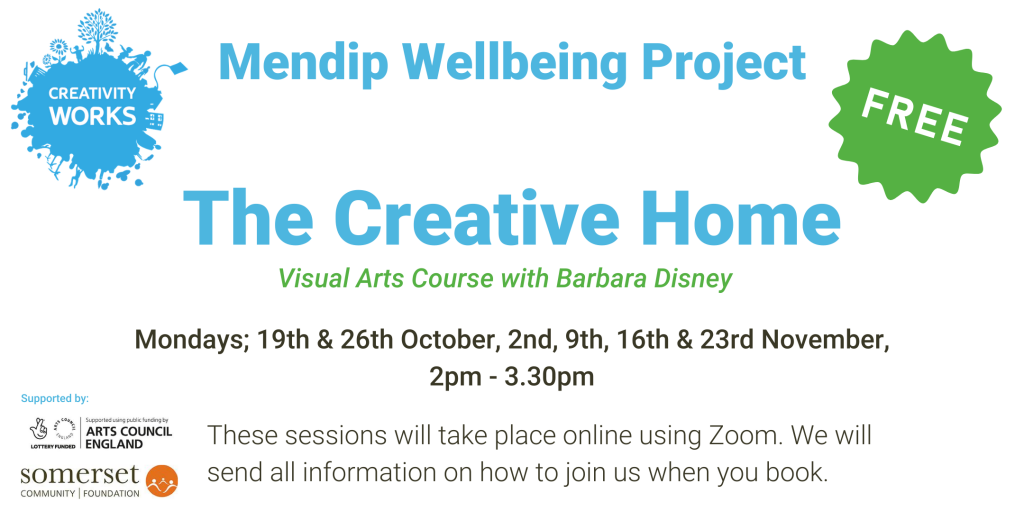 CREATIVITY
WORKS
Mendip Wellbeing Project
FREE
The Creative Home
Visual Arts Course with Barbara Disney
Mondays; 19th & 26th October, 2nd, 9th, 16th & 23rd November,
2pm - 3.30pm
Supported by:
LOTTERY FUNDED
ARTS COUNCIL
ENGLAND
Supported using public funding by
ARTS COUNCIL
ENGLAND
somerset
COMMUNITY | FOUNDATION
These sessions will take place online using Zoom. We will
send all information on how to join us when you book.